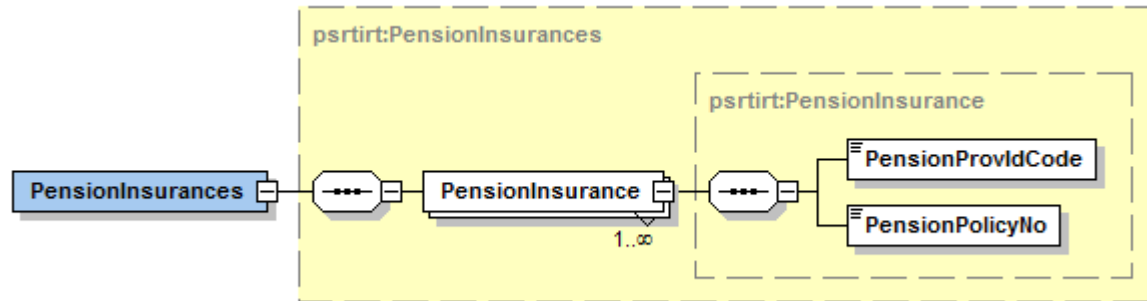 psrtirt:PensionInsurances
psrtirt:PensionInsurance
PensionProvIdCode
PensionInsurances
PensionInsurance
PensionPolicyNo
1..∞